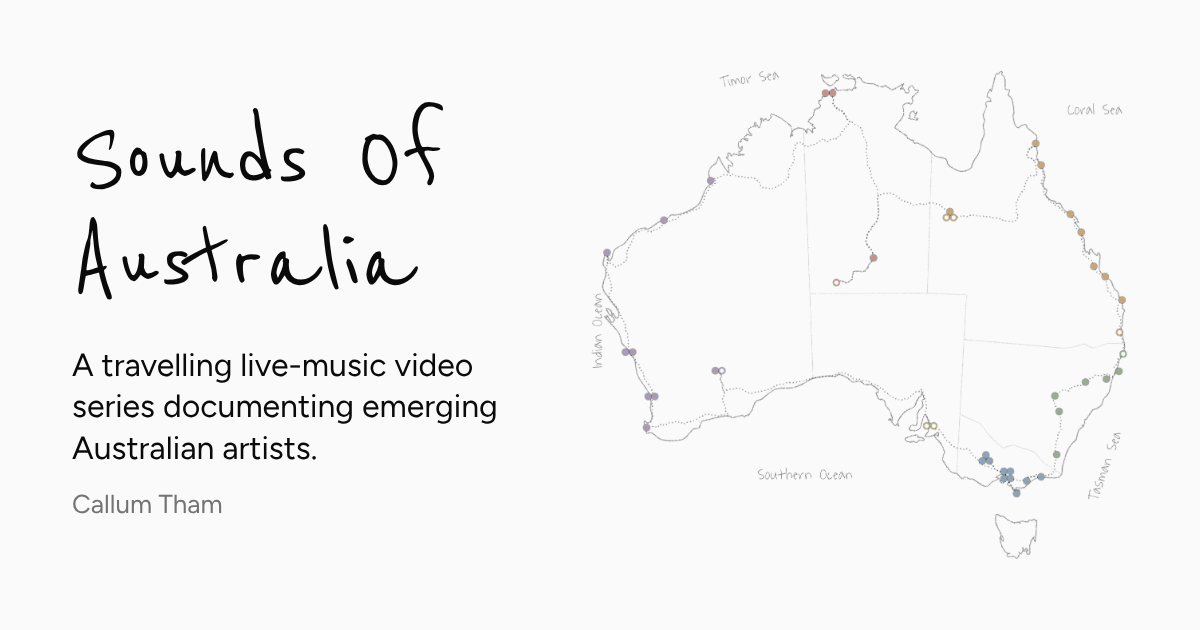 Sounds Of
Australia
A travelling live-music video
series documenting emerging
Australian artists.
Callum Tham
Timor Sea
Coral Sea
Indian Ocean
Southern Ocean
Tasman Sea